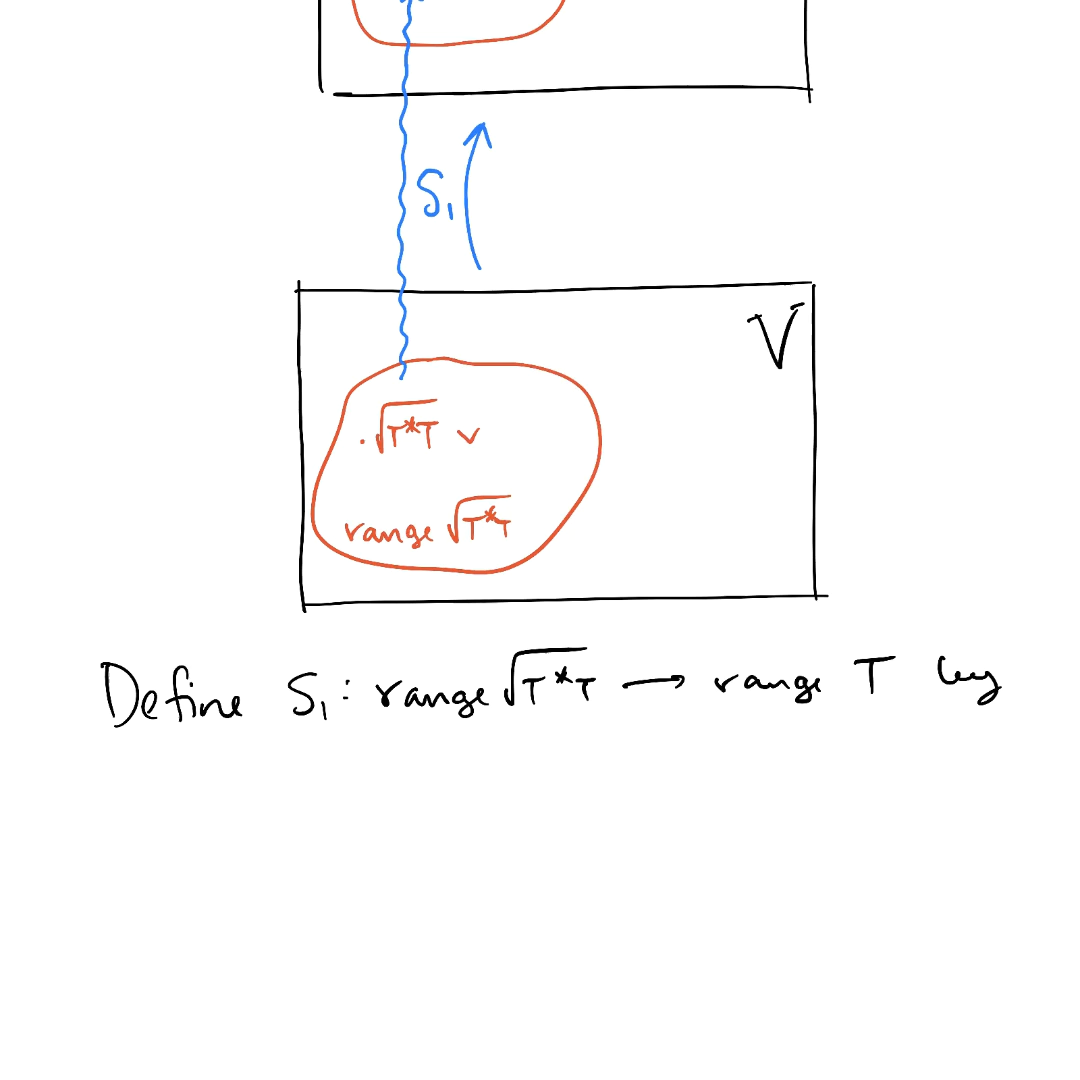 S₁
V
. √T*T v
range √T*T
Define S₁: range √T*T → range T by